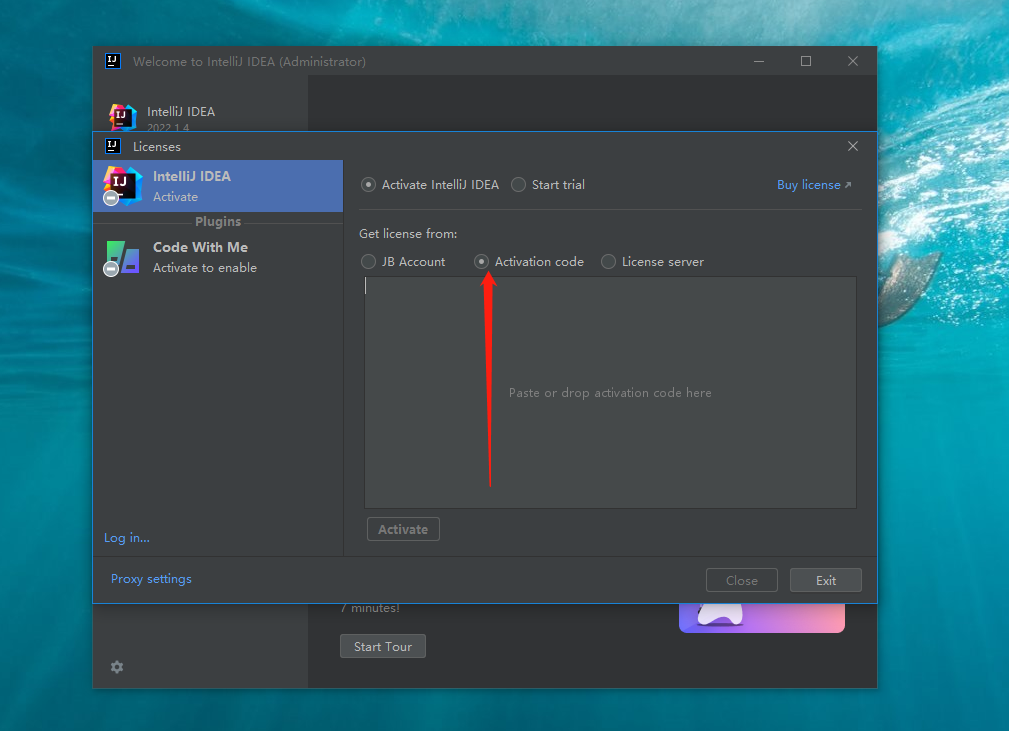 IJ Welcome to IntelliJ IDEA (Administrator)
IJ IntelliJ IDEA
2022.1.4
IJ Licenses
IJ IntelliJ IDEA
Activate
Plugins
Code With Me
Activate to enable
Log in...
Activate IntelliJ IDEA Start trial Buy license ↗
Get license from:
JB Account Activation code License server
Paste or drop activation code here
Activate
Proxy settings Close Exit
7 minutes!
Start Tour